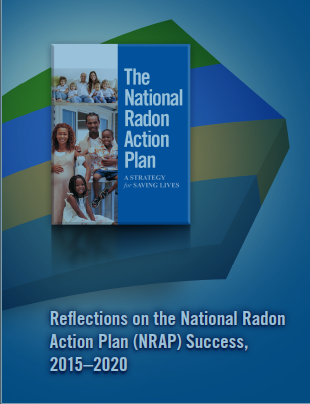 The
National
Radon
Action
Plan
A STRATEGY
for SAVING LIVES
Reflections on the National Radon
Action Plan (NRAP) Success,
2015–2020